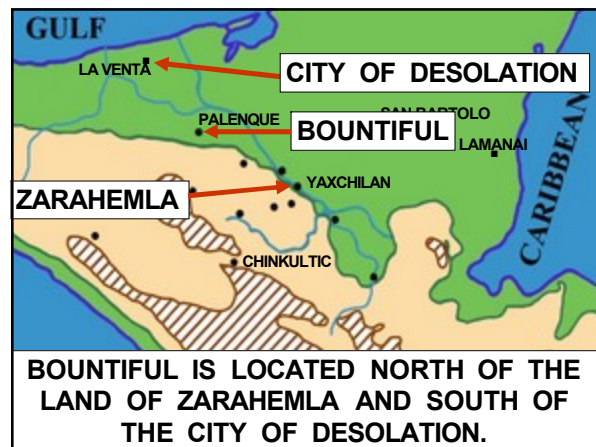 GULF
LA VENTA
CITY OF DESOLATION
PALENQUE
BOUNTIFUL
SAN BARTOLO
LAMANAI
ZARAHEMLA
YAXCHILAN
CARIBBEAN
CHINKULTIC
BOUNTIFUL IS LOCATED NORTH OF THE
LAND OF ZARAHEMLA AND SOUTH OF
THE CITY OF DESOLATION.